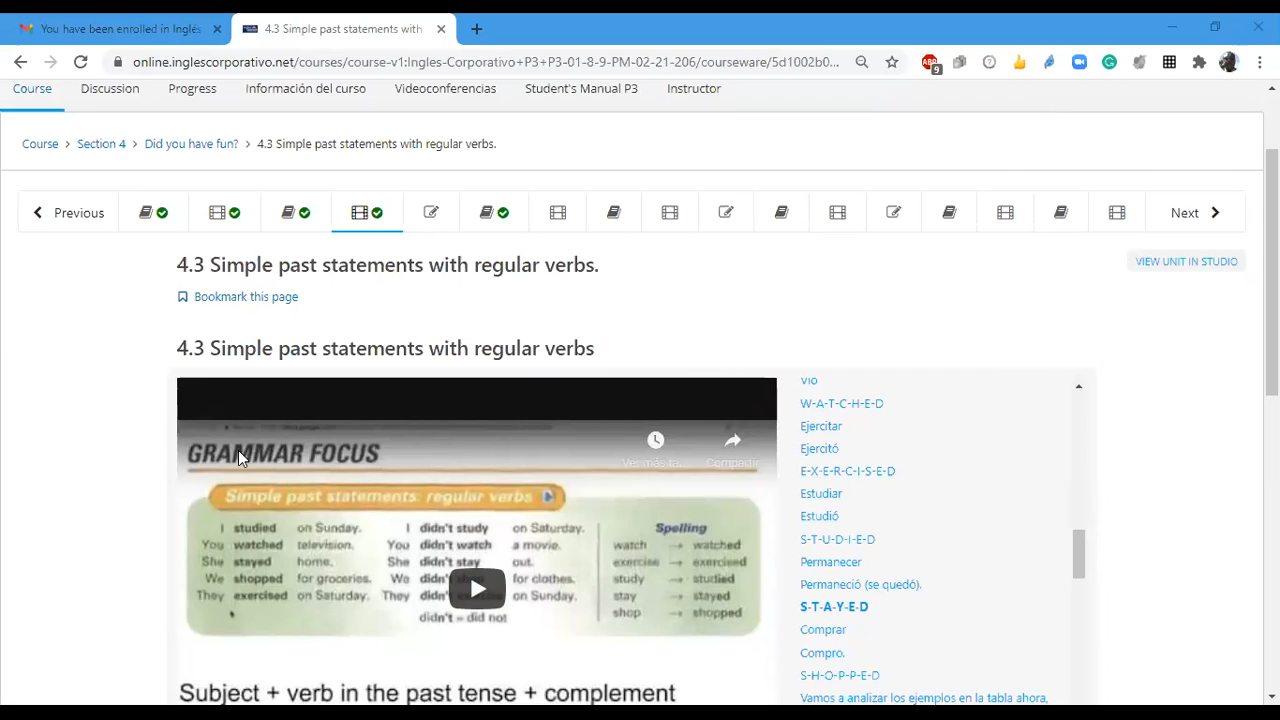 You have been enrolled in Inglés
4.3 Simple past statements with
online.inglescorporativo.net/courses/course-v1:Ingles-Corporativo+P3+P3-01-8-9-PM-02-21-206/courseware/5d1002b0...
9
Course Discussion Progress Información del curso Videoconferencias Student's Manual P3 Instructor
Course > Section 4 > Did you have fun? > 4.3 Simple past statements with regular verbs.
Previous Next
4.3 Simple past statements with regular verbs.
VIEW UNIT IN STUDIO
Bookmark this page
4.3 Simple past statements with regular verbs
Vio
W-A-T-C-H-E-D
Ejercitar
Ejercitó
E-X-E-R-C-I-S-E-D
Estudiar
Estudió
S-T-U-D-I-E-D
Permanecer
Permaneció (se quedó).
S-T-A-Y-E-D
Comprar
Compro.
S-H-O-P-P-E-D
Vamos a analizar los ejemplos en la tabla ahora,
GRAMMAR FOCUS
Ver más ta...
Compartir
Simple past statements: regular verbs
I studied on Sunday. I didn't study on Saturday. Spelling
You watched television. You didn't watch a movie. watch → watched
She stayed home. She didn't stay out. exercise → exercised
We shopped for groceries. We didn't for clothes. study → studied
They exercised on Saturday. They didn't on Sunday. stay → stayed
didn't = did not shop → shopped
Subject + verb in the past tense + complement